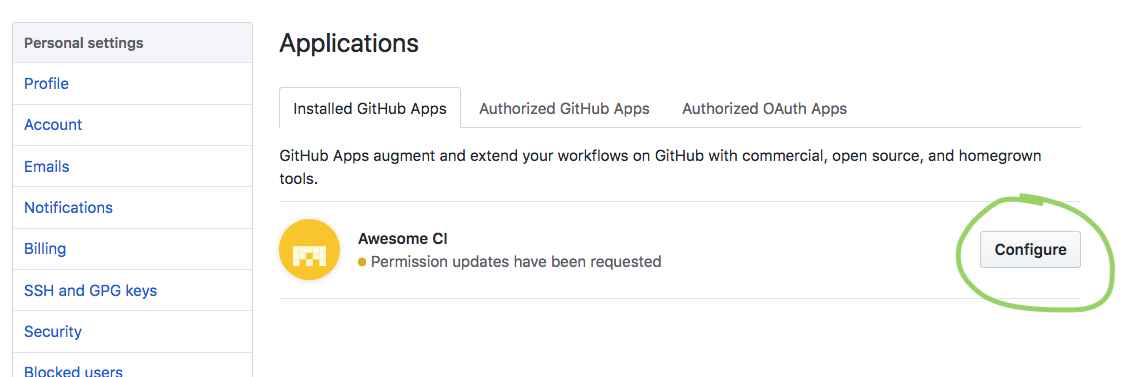 Personal settings
Profile
Account
Emails
Notifications
Billing
SSH and GPG keys
Security
Blocked users
Applications
Installed GitHub Apps
Authorized GitHub Apps
Authorized OAuth Apps
GitHub Apps augment and extend your workflows on GitHub with commercial, open source, and homegrown
tools.
Awesome CI
Permission updates have been requested
Configure